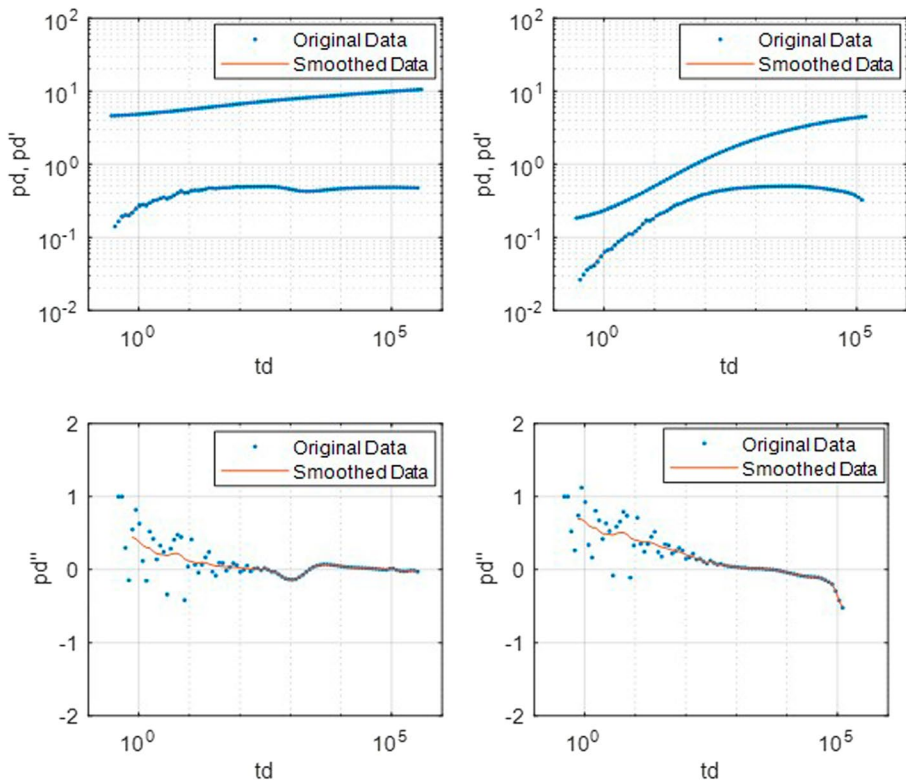 10^2
Original Data
Smoothed Data
10^1
10^0
10^-1
10^-2
pd, pd'
10^0
10^5
td
10^2
Original Data
Smoothed Data
10^1
10^0
10^-1
10^-2
pd, pd'
10^0
10^5
td
2
Original Data
Smoothed Data
1
0
-1
-2
pd''
10^0
10^5
td
2
Original Data
Smoothed Data
1
0
-1
-2
pd''
10^0
10^5
td